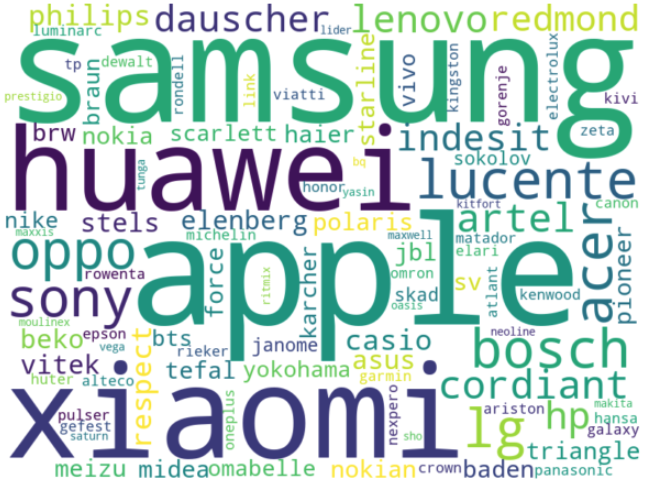 philips dauscher lenovo redmond
luminarc lider
samsung
tp braun dewalt rondell link viatti starline vivo kingston gorenje electrolux kivi
prestigio
brw nokia scarlett haier indesit zeta
huawei
tunga honor yasin bq sokolov lucente
kitfort canon
nike stels elenberg polaris artel acer pioneer
maxxis michelin maxwell matador elari
oppo apple jbl
rowenta force ritmix karcher omron skad sv atlant kenwood
sony oasis
moulinex
beko epson bts janome casio neoline bosch
vega rieker
vitek respect tefal yokohama asus cordiant
huter alteco garmin
xiaomi
pulser oneplus nexpero lg ariston hp makita hansa
gefest galaxy
saturn sho triangle
meizu midea omabelle nokian crown baden panasonic